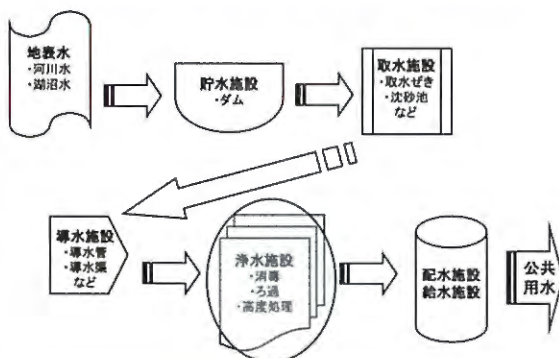 地表水
・河川水
・湖沼水
貯水施設
・ダム
取水施設
・取水ぜき
・沈砂池
など
導水施設
・導水管
・導水渠
など
浄水施設
・消毒
・ろ過
・高度処理
配水施設
給水施設
公共
用水